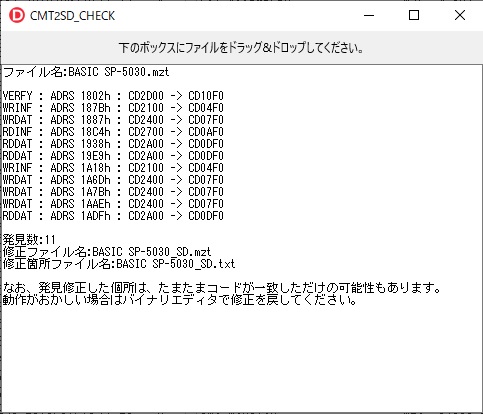 CMT2SD_CHECK
下のボックスにファイルをドラッグ&ドロップしてください。
ファイル名:BASIC SP-5030.mzt
VERFY : ADRS 1802h : CD2D00 -> CD10F0
WRINF : ADRS 187Bh : CD2100 -> CD04F0
WRDAT : ADRS 1887h : CD2400 -> CD07F0
RDINF : ADRS 18C4h : CD2700 -> CD0AF0
RDDAT : ADRS 1938h : CD2A00 -> CD0DF0
RDDAT : ADRS 19E9h : CD2A00 -> CD0DF0
WRINF : ADRS 1A18h : CD2100 -> CD04F0
WRDAT : ADRS 1A6Dh : CD2400 -> CD07F0
WRDAT : ADRS 1A7Bh : CD2400 -> CD07F0
WRDAT : ADRS 1AAEh : CD2400 -> CD07F0
RDDAT : ADRS 1ADFh : CD2A00 -> CD0DF0
発見数:11
修正ファイル名:BASIC SP-5030_SD.mzt
修正箇所ファイル名:BASIC SP-5030_SD.txt
なお、発見修正した個所は、たまたまコードが一致しただけの可能性もあります。
動作がおかしい場合はバイナリエディタで修正を戻してください。